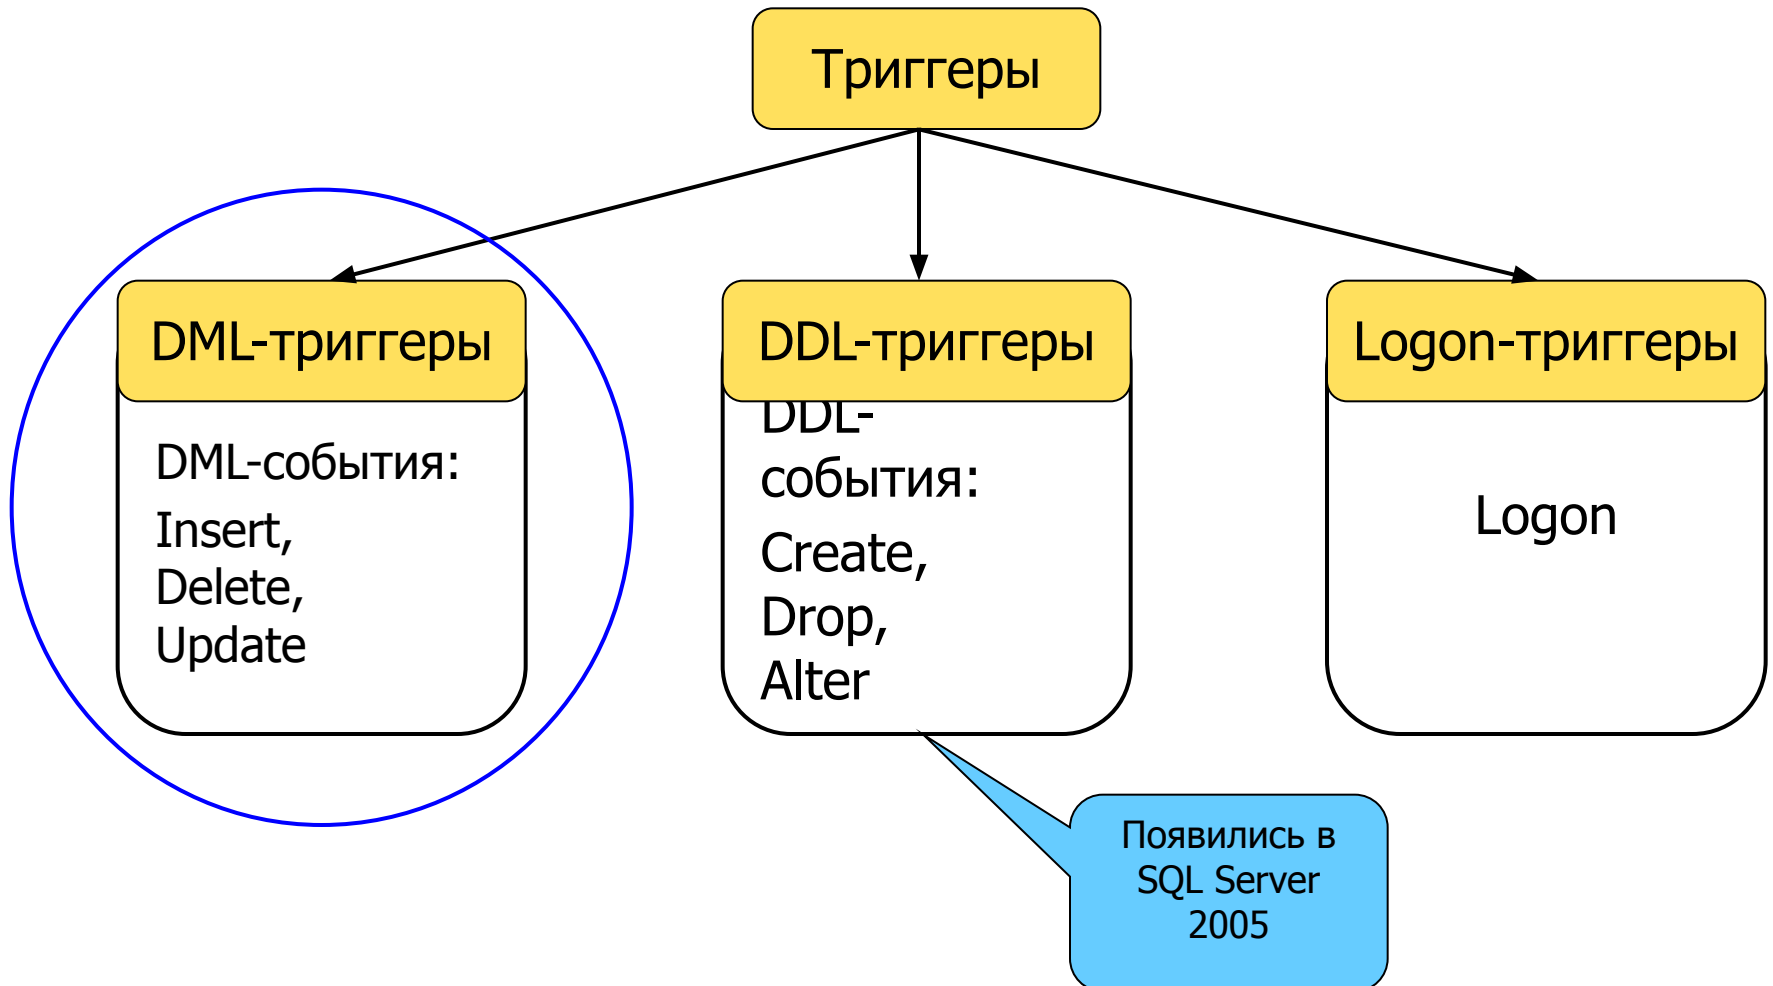 Триггеры
DML-триггеры
DML-события:
Insert,
Delete,
Update
DDL-триггеры
DDL-
события:
Create,
Drop,
Alter
Logon-триггеры
Logon
Появились в
SQL Server
2005